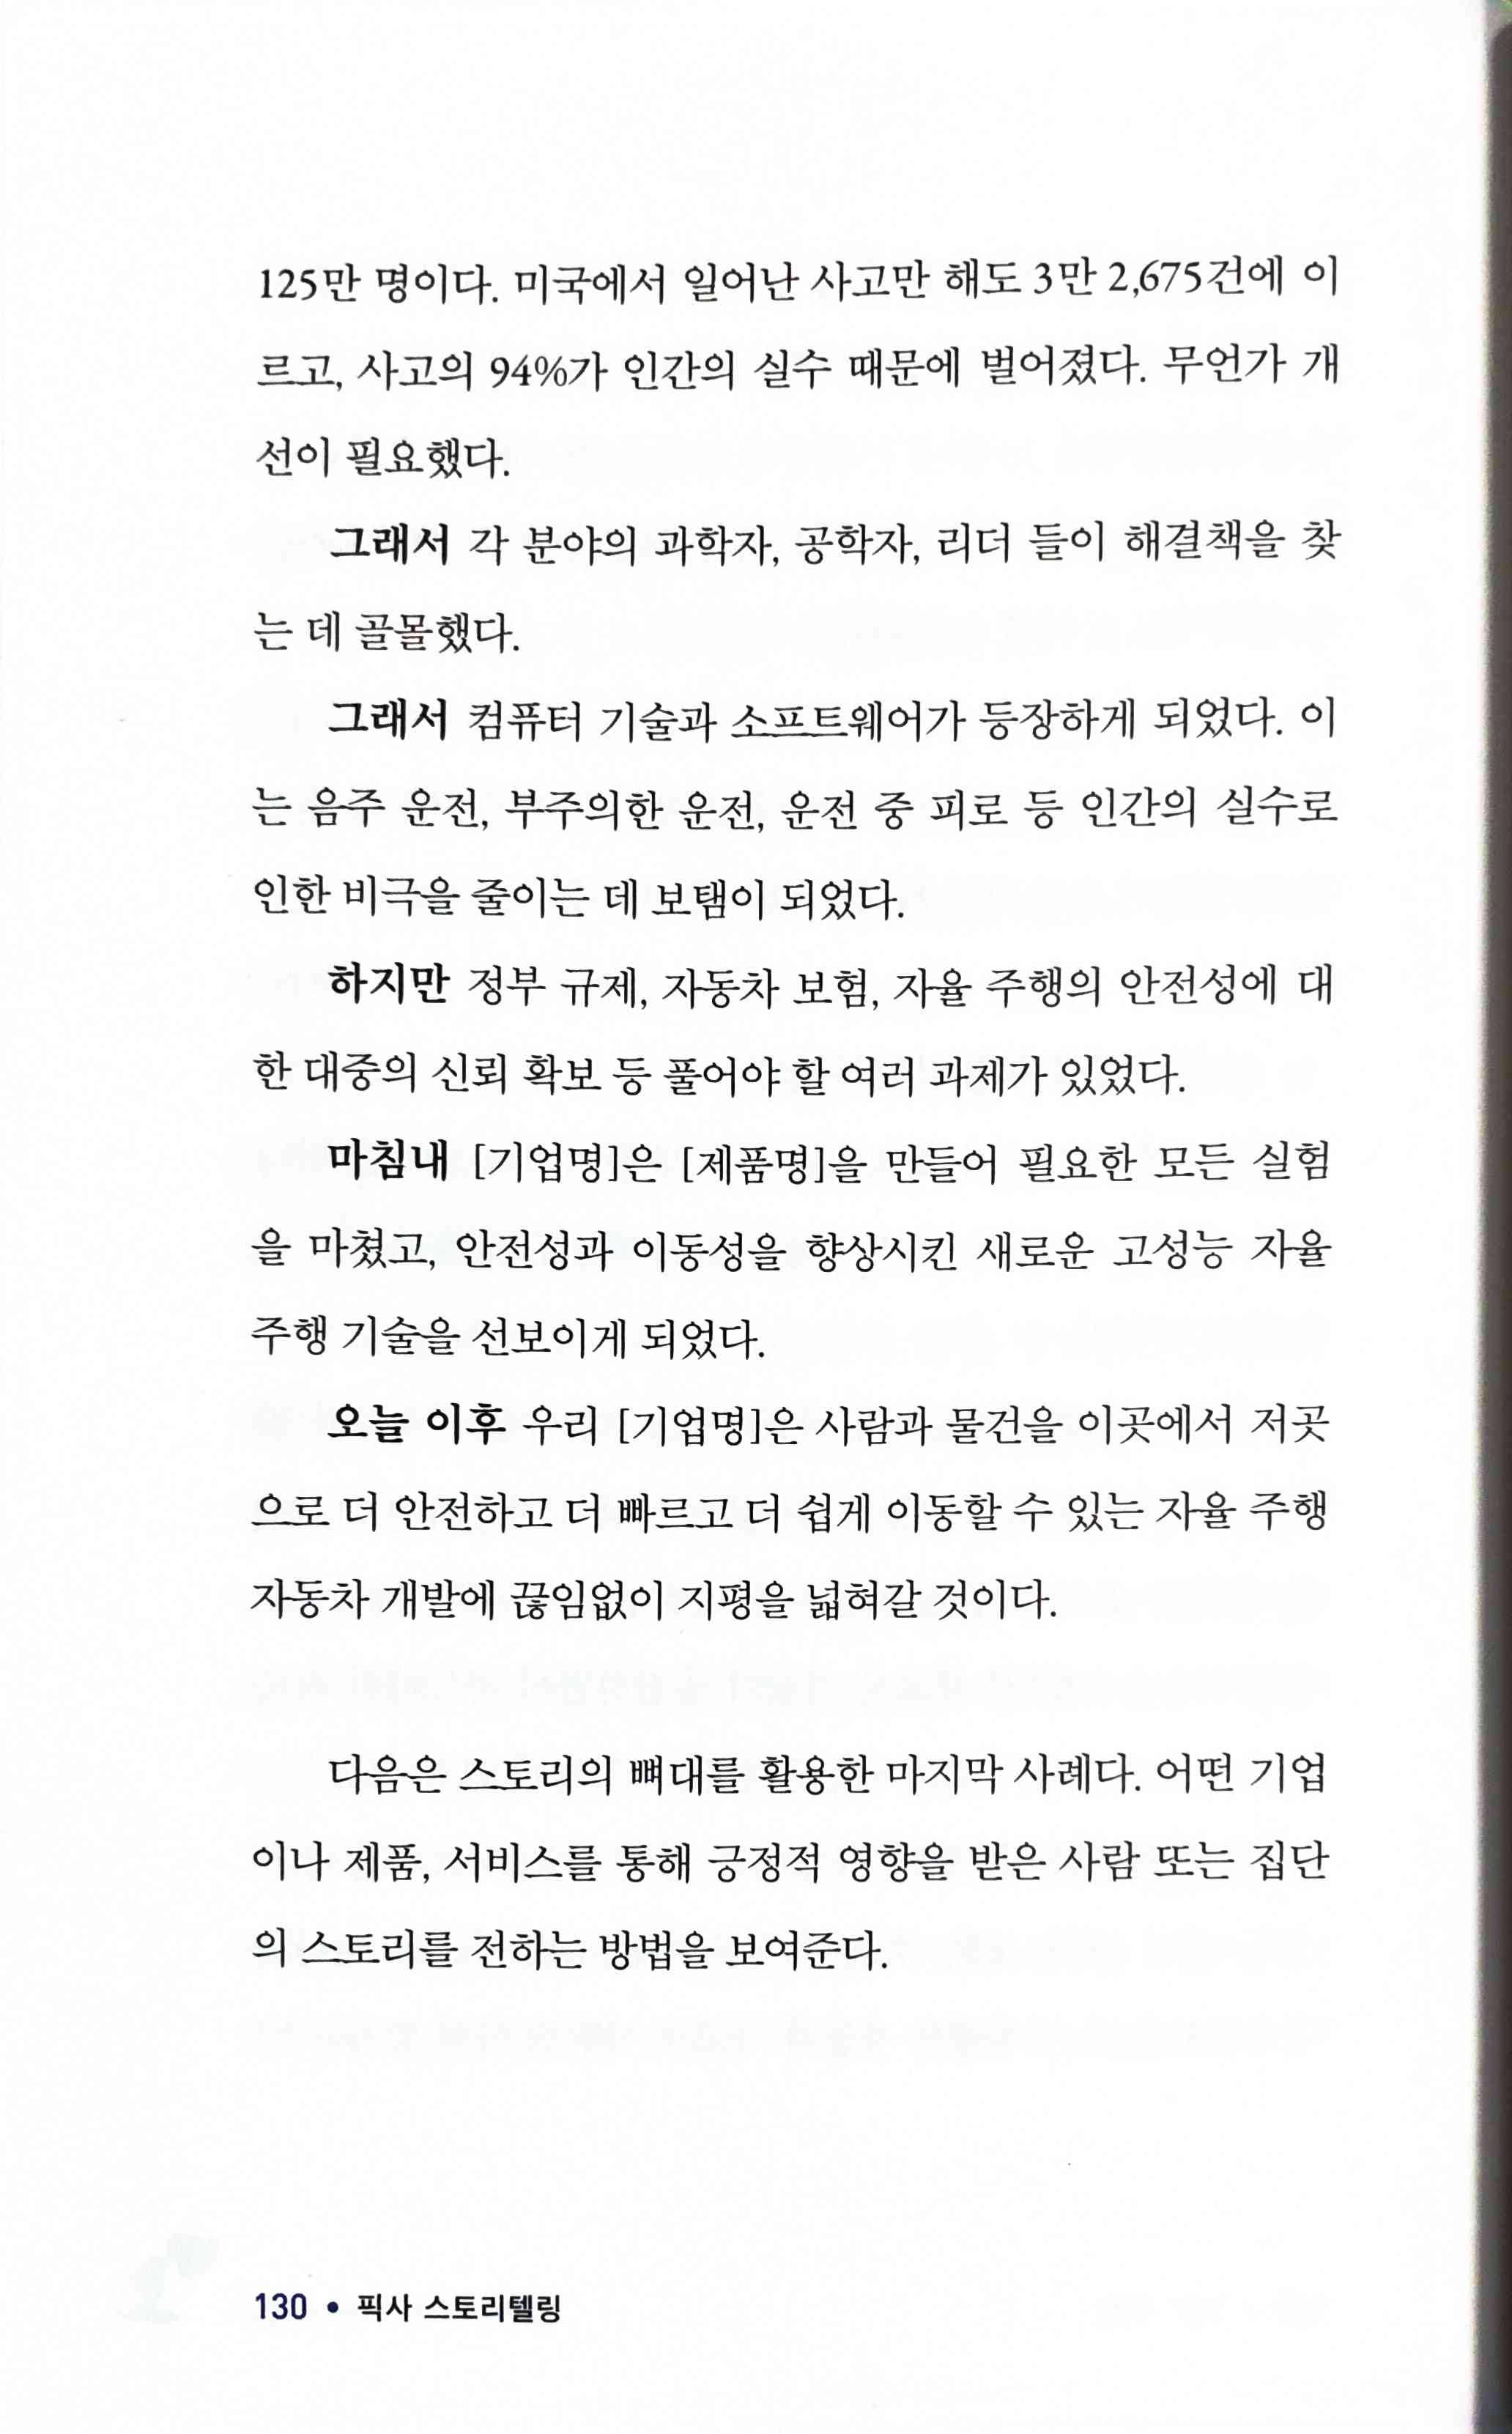 125만 명이다. 미국에서 일어난 사고만 해도 3만 2,675건에 이
르고, 사고의 94%가 인간의 실수 때문에 벌어졌다. 무언가 개
선이 필요했다.
그래서 각 분야의 과학자, 공학자, 리더 들이 해결책을 찾
는 데 골몰했다.
그래서 컴퓨터 기술과 소프트웨어가 등장하게 되었다. 이
는 음주 운전, 부주의한 운전, 운전 중 피로 등 인간의 실수로
인한 비극을 줄이는 데 보탬이 되었다.
하지만 정부 규제, 자동차 보험, 자율 주행의 안전성에 대
한 대중의 신뢰 확보 등 풀어야 할 여러 과제가 있었다.
마침내 [기업명]은 [제품명]을 만들어 필요한 모든 실험
을 마쳤고, 안전성과 이동성을 향상시킨 새로운 고성능 자율
주행 기술을 선보이게 되었다.
오늘 이후 우리 [기업명]은 사람과 물건을 이곳에서 저곳
으로 더 안전하고 더 빠르고 더 쉽게 이동할 수 있는 자율 주행
자동차 개발에 끊임없이 지평을 넓혀갈 것이다.
다음은 스토리의 뼈대를 활용한 마지막 사례다. 어떤 기업
이나 제품, 서비스를 통해 긍정적 영향을 받은 사람 또는 집단
의 스토리를 전하는 방법을 보여준다.
130 • 픽사 스토리텔링